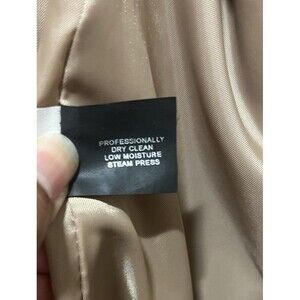 PROFESSIONALLY
DRY CLEAN
LOW MOISTURE
STEAM PRESS